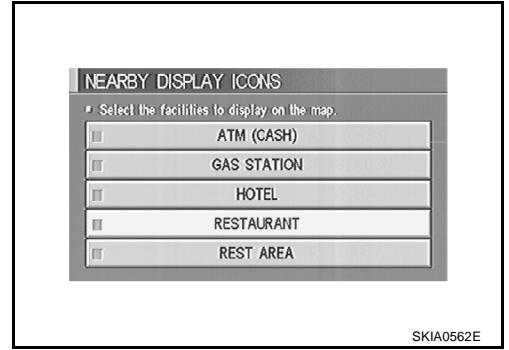 NEARBY DISPLAY ICONS
Select the facilities to display on the map.
ATM (CASH)
GAS STATION
HOTEL
RESTAURANT
REST AREA
SKIA0562E